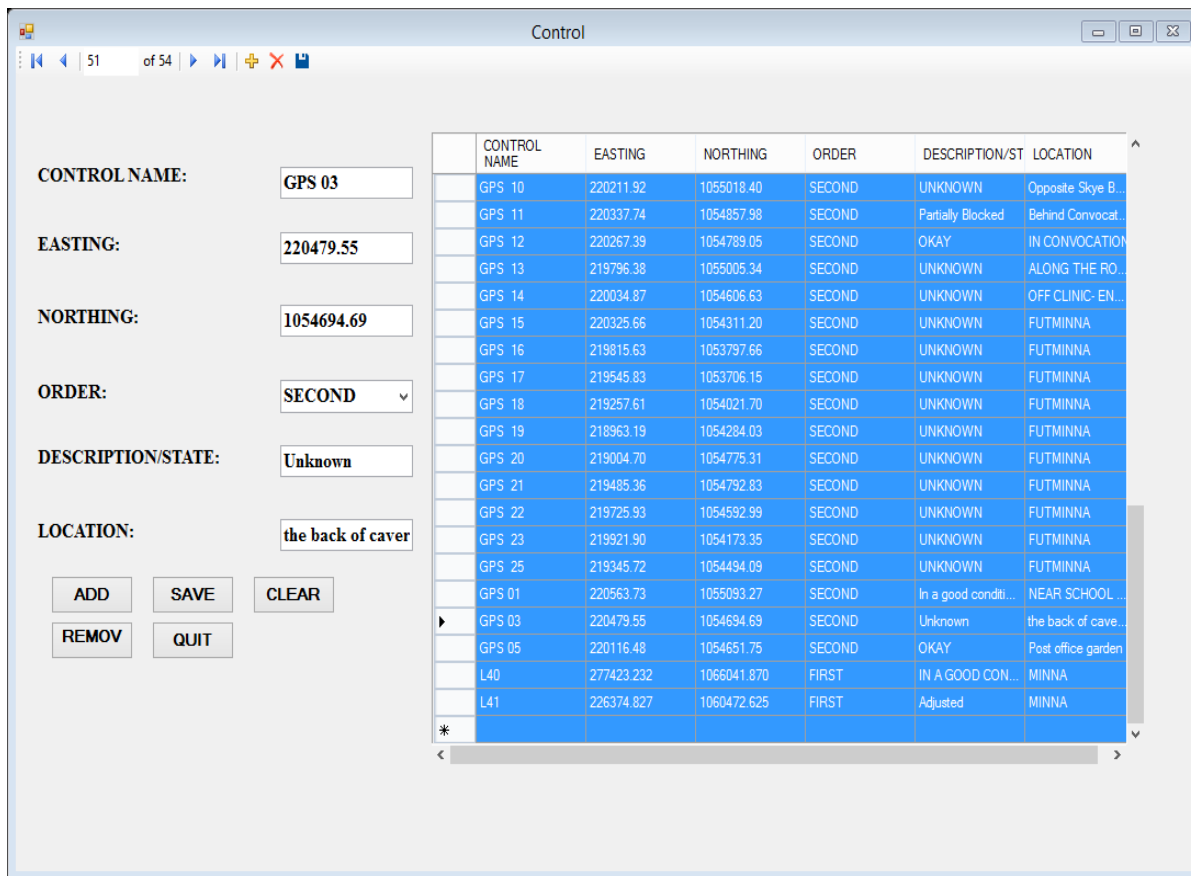 Control
51 of 54
CONTROL NAME: GPS 03
EASTING: 220479.55
NORTHING: 1054694.69
ORDER: SECOND
DESCRIPTION/STATE: Unknown
LOCATION: the back of caver
ADD SAVE CLEAR
REMOV QUIT
CONTROL NAME EASTING NORTHING ORDER DESCRIPTION/ST LOCATION
GPS 10 220211.92 1055018.40 SECOND UNKNOWN Opposite Skye B...
GPS 11 220337.74 1054857.98 SECOND Partially Blocked Behind Convocat...
GPS 12 220267.39 1054789.05 SECOND OKAY IN CONVOCATION
GPS 13 219796.38 1055005.34 SECOND UNKNOWN ALONG THE RO...
GPS 14 220034.87 1054606.63 SECOND UNKNOWN OFF CLINIC- EN...
GPS 15 220325.66 1054311.20 SECOND UNKNOWN FUTMINNA
GPS 16 219815.63 1053797.66 SECOND UNKNOWN FUTMINNA
GPS 17 219545.83 1053706.15 SECOND UNKNOWN FUTMINNA
GPS 18 219257.61 1054021.70 SECOND UNKNOWN FUTMINNA
GPS 19 218963.19 1054284.03 SECOND UNKNOWN FUTMINNA
GPS 20 219004.70 1054775.31 SECOND UNKNOWN FUTMINNA
GPS 21 219485.36 1054792.83 SECOND UNKNOWN FUTMINNA
GPS 22 219725.93 1054592.99 SECOND UNKNOWN FUTMINNA
GPS 23 219921.90 1054173.35 SECOND UNKNOWN FUTMINNA
GPS 25 219345.72 1054494.09 SECOND UNKNOWN FUTMINNA
GPS 01 220563.73 1055093.27 SECOND In a good conditi... NEAR SCHOOL ...
GPS 03 220479.55 1054694.69 SECOND Unknown the back of cave...
GPS 05 220116.48 1054651.75 SECOND OKAY Post office garden
L40 277423.232 1066041.870 FIRST IN A GOOD CON... MINNA
L41 226374.827 1060472.625 FIRST Adjusted MINNA